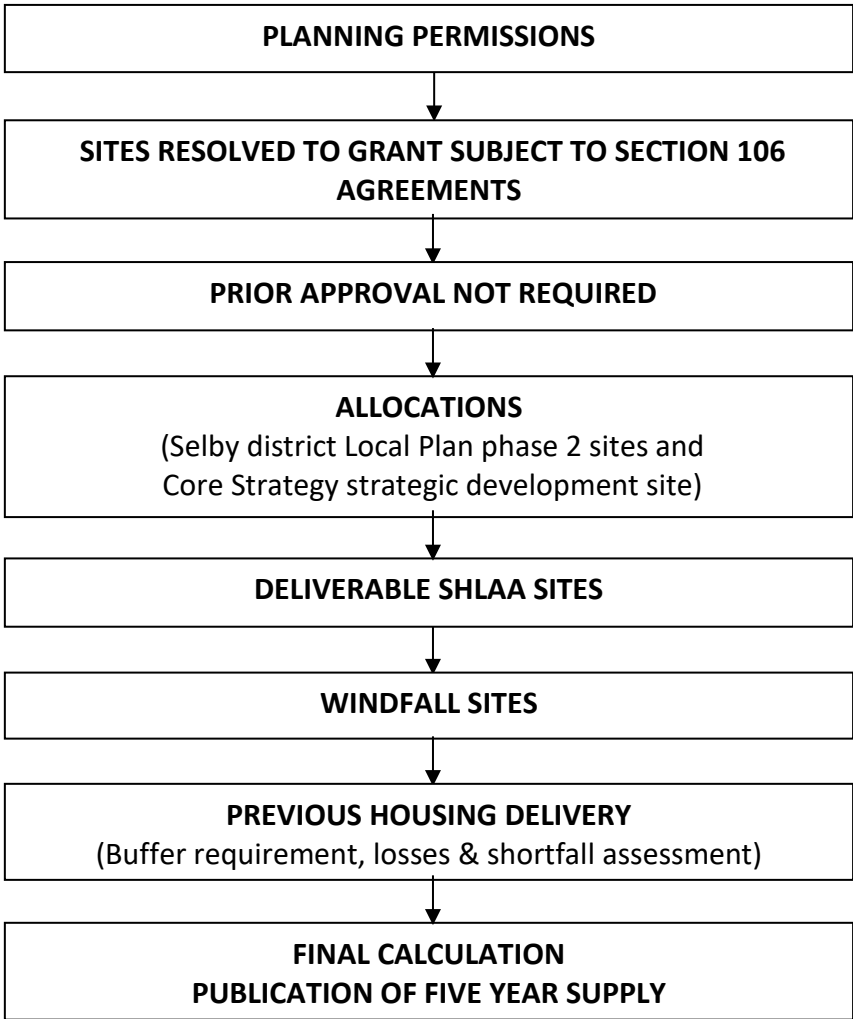 PLANNING PERMISSIONS
SITES RESOLVED TO GRANT SUBJECT TO SECTION 106
AGREEMENTS
PRIOR APPROVAL NOT REQUIRED
ALLOCATIONS
(Selby district Local Plan phase 2 sites and
Core Strategy strategic development site)
DELIVERABLE SHLAA SITES
WINDFALL SITES
PREVIOUS HOUSING DELIVERY
(Buffer requirement, losses & shortfall assessment)
FINAL CALCULATION
PUBLICATION OF FIVE YEAR SUPPLY